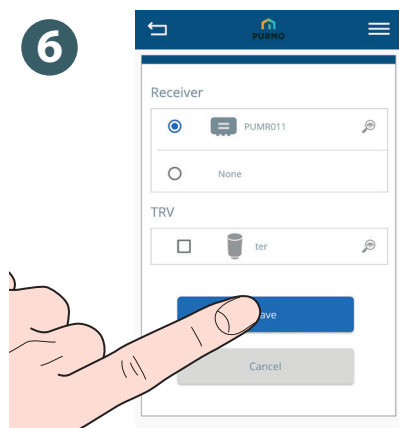 6
PURMO
Receiver
PUMR011
None
TRV
ter
ave
Cancel